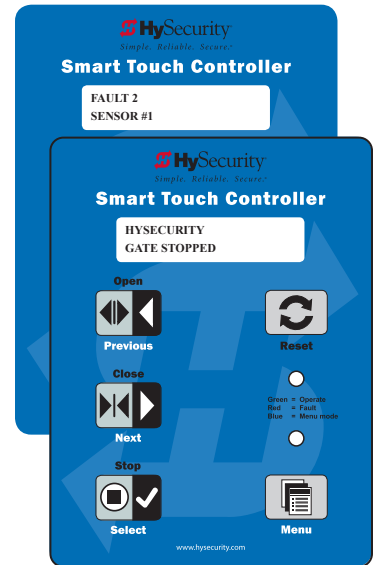 HySecurity
Simple. Reliable. Secure.™
Smart Touch Controller
FAULT 2
SENSOR #1
HySecurity
Simple. Reliable. Secure.™
Smart Touch Controller
HYSECURITY
GATE STOPPED
Open
Previous
Reset
Close
Next
Green = Operate
Red = Fault
Blue = Menu mode
Stop
Select
Menu
www.hysecurity.com